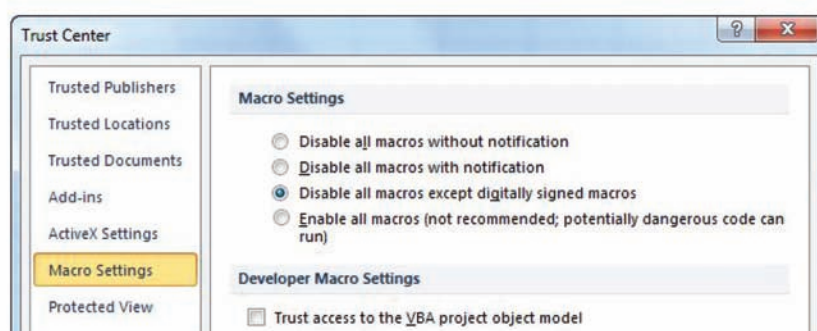 Trust Center
Trusted Publishers
Trusted Locations
Trusted Documents
Add-ins
ActiveX Settings
Macro Settings
Protected View
Macro Settings
Disable all macros without notification
Disable all macros with notification
Disable all macros except digitally signed macros
Enable all macros (not recommended; potentially dangerous code can
run)
Developer Macro Settings
Trust access to the VBA project object model